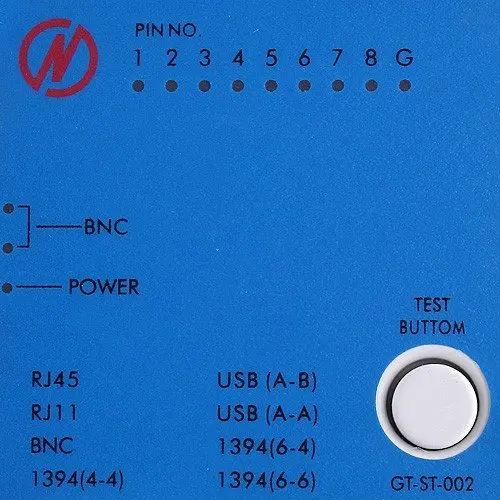 PIN NO.
1 2 3 4 5 6 7 8 G
BNC
POWER
TEST
BUTTOM
RJ45 USB (A-B)
RJ11 USB (A-A)
BNC 1394(6-4)
1394(4-4) 1394(6-6)
GT-ST-002